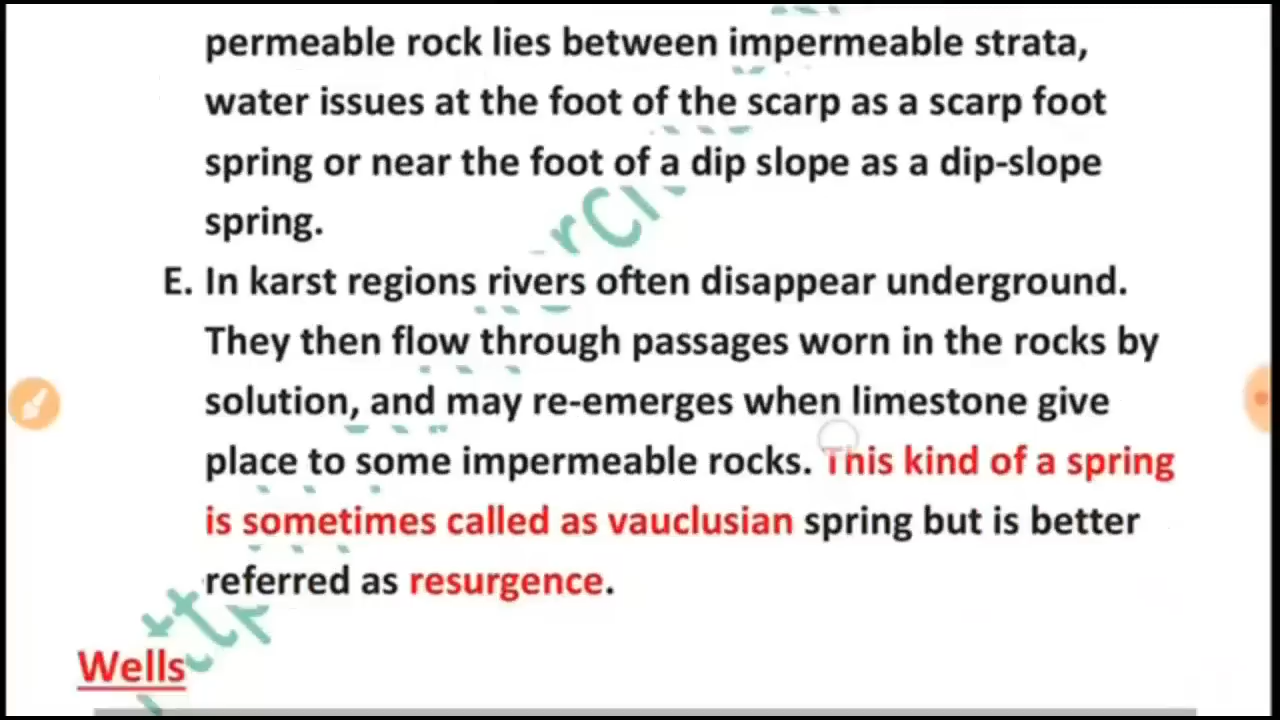 permeable rock lies between impermeable strata,
water issues at the foot of the scarp as a scarp foot
spring or near the foot of a dip slope as a dip-slope
spring.
E. In karst regions rivers often disappear underground.
They then flow through passages worn in the rocks by
solution, and may re-emerges when limestone give
place to some impermeable rocks. This kind of a spring
is sometimes called as vauclusian spring but is better
referred as resurgence.
Wells